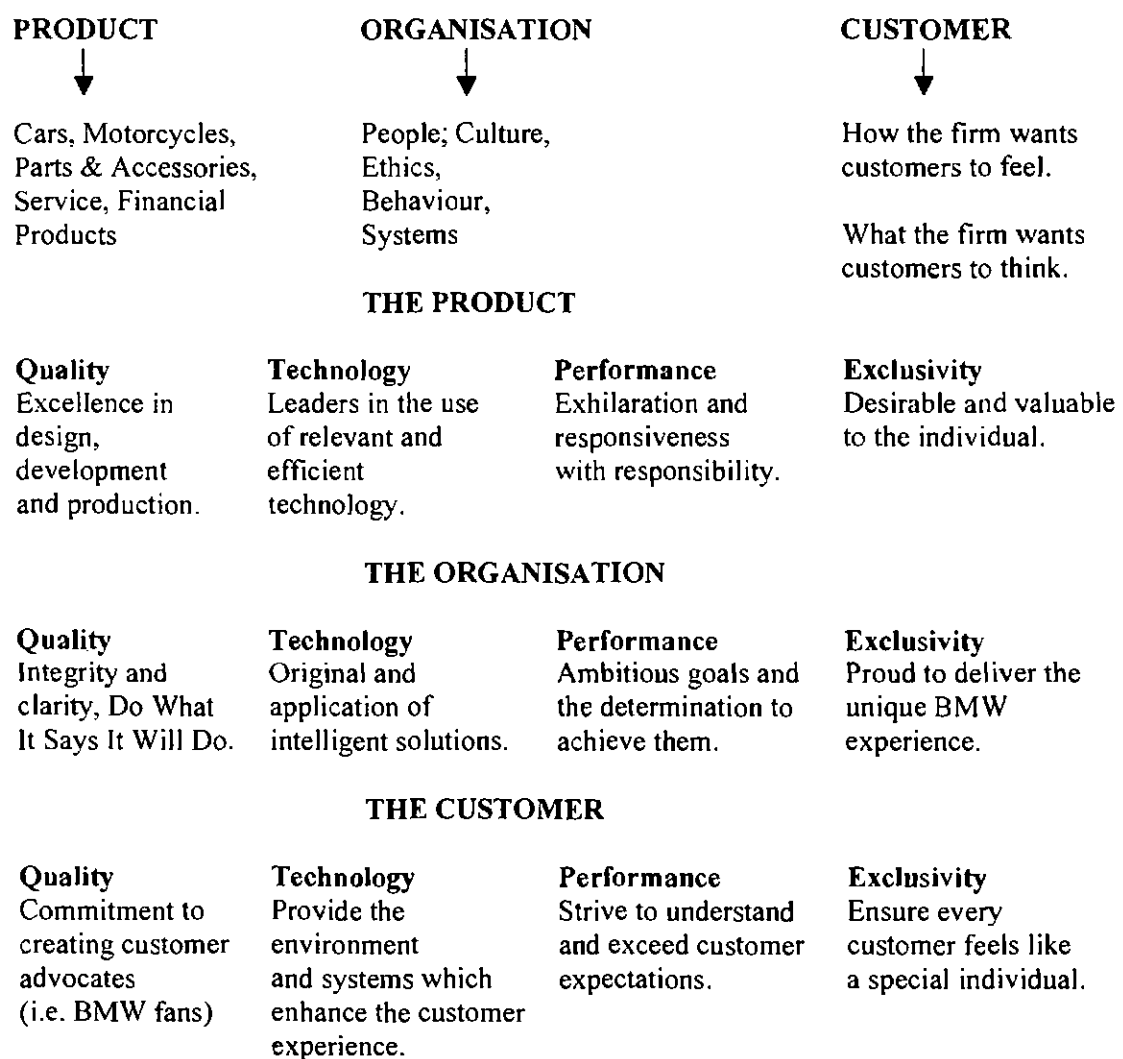 PRODUCT ORGANISATION CUSTOMER
Cars, Motorcycles,
Parts & Accessories,
Service, Financial
Products
People; Culture,
Ethics,
Behaviour,
Systems
How the firm wants
customers to feel.
What the firm wants
customers to think.
THE PRODUCT
Quality
Excellence in
design,
development
and production.
Technology
Leaders in the use
of relevant and
efficient
technology.
Performance
Exhilaration and
responsiveness
with responsibility.
Exclusivity
Desirable and valuable
to the individual.
THE ORGANISATION
Quality
Integrity and
clarity, Do What
It Says It Will Do.
Technology
Original and
application of
intelligent solutions.
Performance
Ambitious goals and
the determination to
achieve them.
Exclusivity
Proud to deliver the
unique BMW
experience.
THE CUSTOMER
Quality
Commitment to
creating customer
advocates
(i.e. BMW fans)
Technology
Provide the
environment
and systems which
enhance the customer
experience.
Performance
Strive to understand
and exceed customer
expectations.
Exclusivity
Ensure every
customer feels like
a special individual.